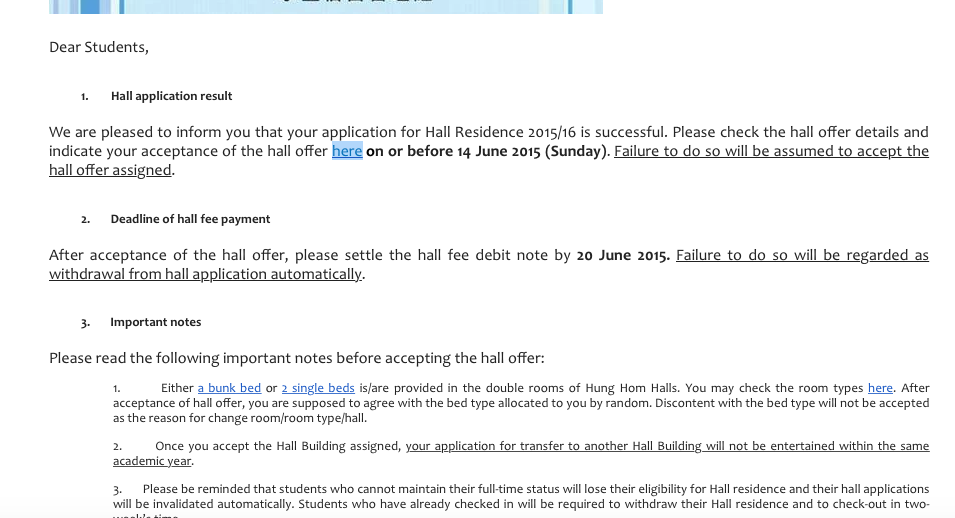 Dear Students,
1. Hall application result
We are pleased to inform you that your application for Hall Residence 2015/16 is successful. Please check the hall offer details and
indicate your acceptance of the hall offer here on or before 14 June 2015 (Sunday). Failure to do so will be assumed to accept the
hall offer assigned.
2. Deadline of hall fee payment
After acceptance of the hall offer, please settle the hall fee debit note by 20 June 2015. Failure to do so will be regarded as
withdrawal from hall application automatically.
3. Important notes
Please read the following important notes before accepting the hall offer:
1. Either a bunk bed or 2 single beds is/are provided in the double rooms of Hung Hom Halls. You may check the room types here. After
acceptance of hall offer, you are supposed to agree with the bed type allocated to you by random. Discontent with the bed type will not be accepted
as the reason for change room/room type/hall.
2. Once you accept the Hall Building assigned, your application for transfer to another Hall Building will not be entertained within the same
academic year.
3. Please be reminded that students who cannot maintain their full-time status will lose their eligibility for Hall residence and their hall applications
will be invalidated automatically. Students who have already checked in will be required to withdraw their Hall residence and to check-out in two-
week's time.